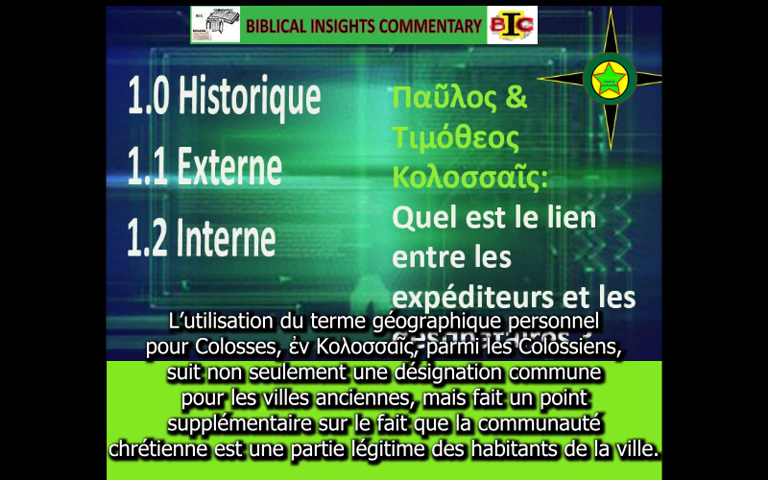 BIBLICAL INSIGHTS COMMENTARY
BIC
1.0 Historique
1.1 Externe
1.2 Interne
Παῦλος &
Τιμόθεος
Κολοσσαῖς:
Quel est le lien
entre les
expéditeurs et les
L’utilisation du terme géographique personnel
pour Colosses, ἐν Κολοσσαῖς, parmi les Colossiens,
suit non seulement une désignation commune
pour les villes anciennes, mais fait un point
supplémentaire sur le fait que la communauté
chrétienne est une partie légitime des habitants de la ville.